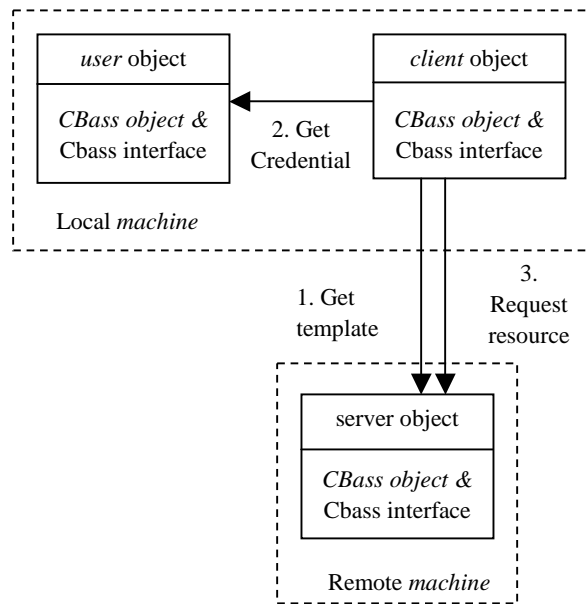 user object
CBass object &
Cbass interface
client object
CBass object &
Cbass interface
2. Get
Credential
Local machine
1. Get
template
3.
Request
resource
server object
CBass object &
Cbass interface
Remote machine